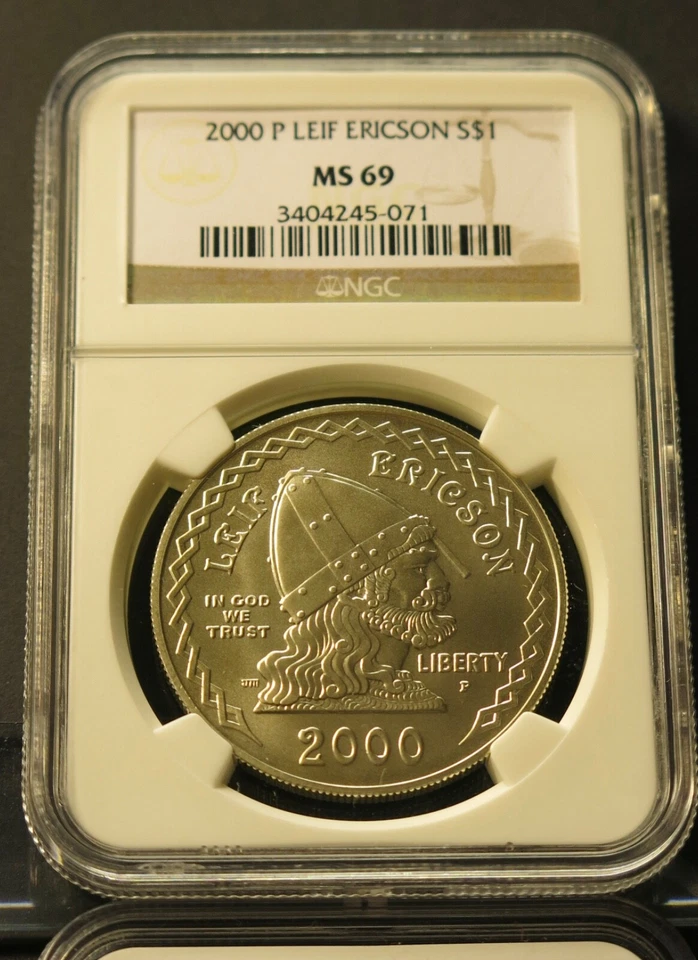 2000 P LEIF ERICSON S$1
MS 69
3404245-071
NGC
LEIF ERICSON
IN GOD
WE
TRUST
LIBERTY
P
2000